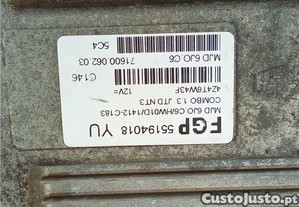 FGP 55194018 YU
MJD 6JO.C6/HW01D/1412-C183
COMBO 1.3 JTD NT3
12V= 4Z4T6W43F
C146
71600.062.03
MJD 6JO C6
5C4
CustoJusto.pt